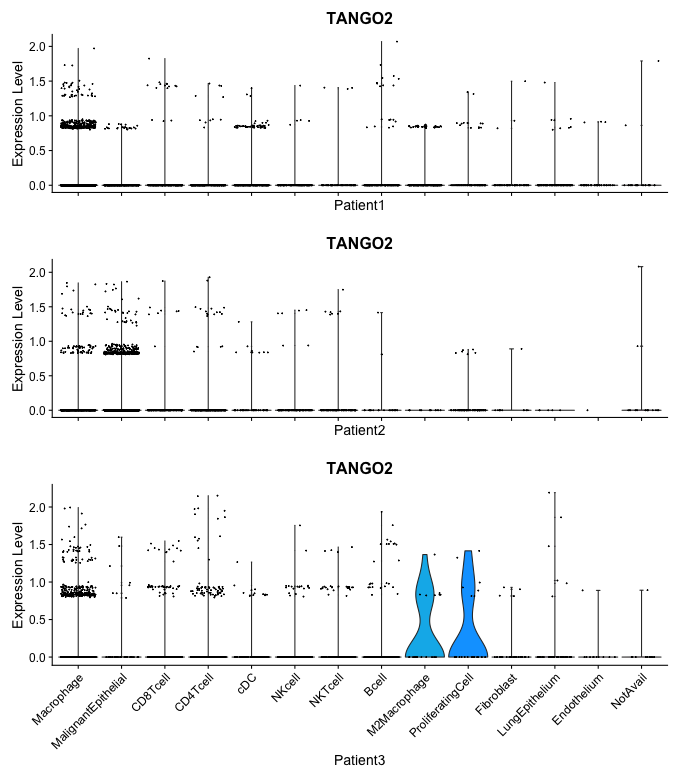 TANGO2
Expression Level
2.0
1.5
1.0
0.5
0.0
Patient1
TANGO2
Expression Level
2.0
1.5
1.0
0.5
0.0
Patient2
TANGO2
Expression Level
2.0
1.5
1.0
0.5
0.0
Macrophage
MalignantEpithelial
CD8Tcell
CD4Tcell
cDC
NKcell
NKTcell
Bcell
M2Macrophage
ProliferatingCell
Fibroblast
LungEpithelium
Endothelium
NotAvail
Patient3